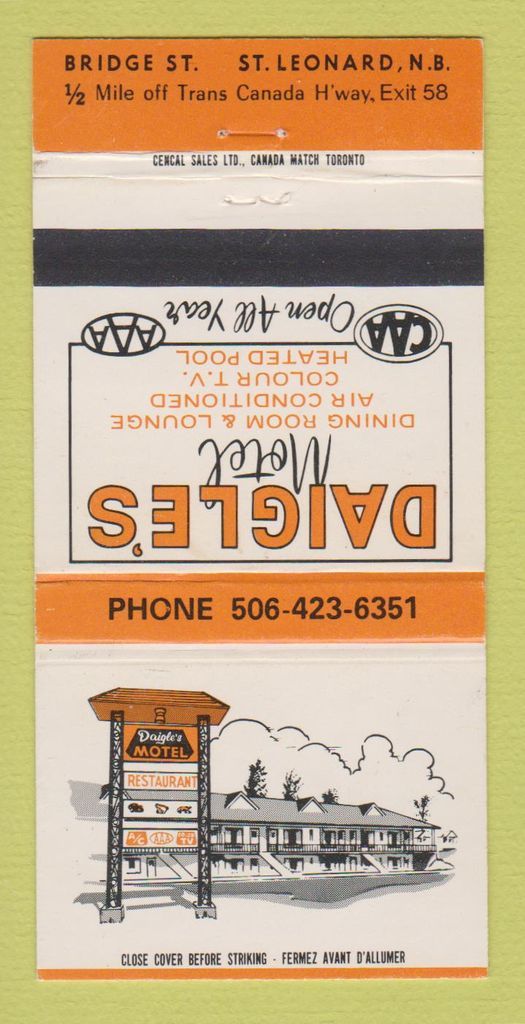 BRIDGE ST. ST. LEONARD, N.B.
½ Mile off Trans Canada H'way, Exit 58
CENCAL SALES LTD., CANADA MATCH TORONTO
DAIGLE'S
Motel
DINING ROOM & LOUNGE
AIR CONDITIONED
COLOUR T.V.
HEATED POOL
CAA Open All Year AAA
PHONE 506-423-6351
Daigle's
MOTEL
RESTAURANT
A/C AAA TV
CLOSE COVER BEFORE STRIKING - FERMEZ AVANT D'ALLUMER